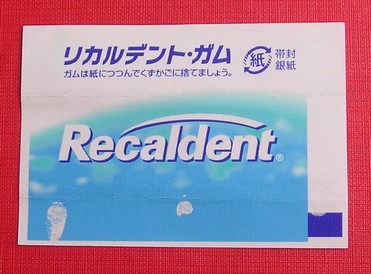 リカルデント・ガム
ガムは紙につつんでくずかごに捨てましょう。
紙
帯封
銀紙
Recaldent®